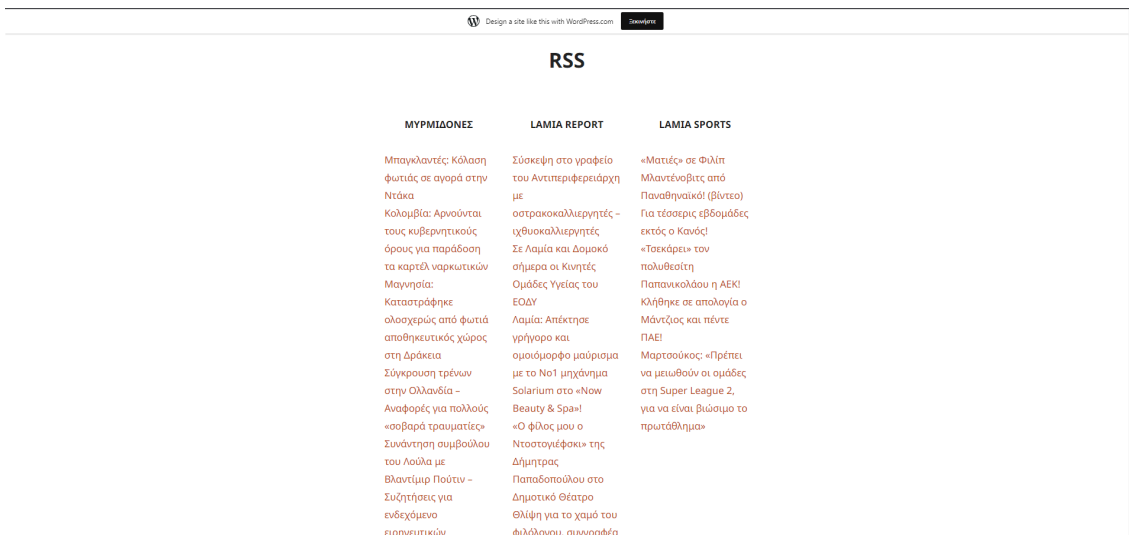 Design a site like this with WordPress.com
Ξεκινήστε
RSS
ΜΥΡΜΙΔΟΝΕΣ
Μπαγκλαντές: Κόλαση
φωτιάς σε αγορά στην
Ντάκα
Κολομβία: Αρνούνται
τους κυβερνητικούς
όρους για παράδοση
τα καρτέλ ναρκωτικών
Μαγνησία:
Καταστράφηκε
ολοσχερώς από φωτιά
αποθηκευτικός χώρος
στη Δράκεια
Σύγκρουση τρένων
στην Ολλανδία –
Αναφορές για πολλούς
«σοβαρά τραυματίες»
Συνάντηση συμβούλου
του Λούλα με
Βλαντίμιρ Πούτιν –
Συζητήσεις για
ενδεχόμενο
ειρηνευτικών
LAMIA REPORT
Σύσκεψη στο γραφείο
του Αντιπεριφερειάρχη
με
οστρακοκαλλιεργητές –
ιχθυοκαλλιεργητές
Σε Λαμία και Δομοκό
σήμερα οι Κινητές
Ομάδες Υγείας του
ΕΟΔΥ
Λαμία: Απέκτησε
γρήγορο και
ομοιόμορφο μαύρισμα
με το Νο1 μηχάνημα
Solarium στο «Now
Beauty & Spa»!
«Ο φίλος μου ο
Ντοστογιέφσκι» της
Δήμητρας
Παπαδοπούλου στο
Δημοτικό Θέατρο
Θλίψη για το χαμό του
φιλόλογου, συγγραφέα
LAMIA SPORTS
«Ματιές» σε Φιλίπ
Μλαντένοβιτς από
Παναθηναϊκό! (βίντεο)
Για τέσσερις εβδομάδες
εκτός ο Κανός!
«Τσεκάρει» τον
πολυθεσίτη
Παπανικολάου η ΑΕΚ!
Κλήθηκε σε απολογία ο
Μάντζιος και πέντε
ΠΑΕ!
Μαρτσούκος: «Πρέπει
να μειωθούν οι ομάδες
στη Super League 2,
για να είναι βιώσιμο το
πρωτάθλημα»